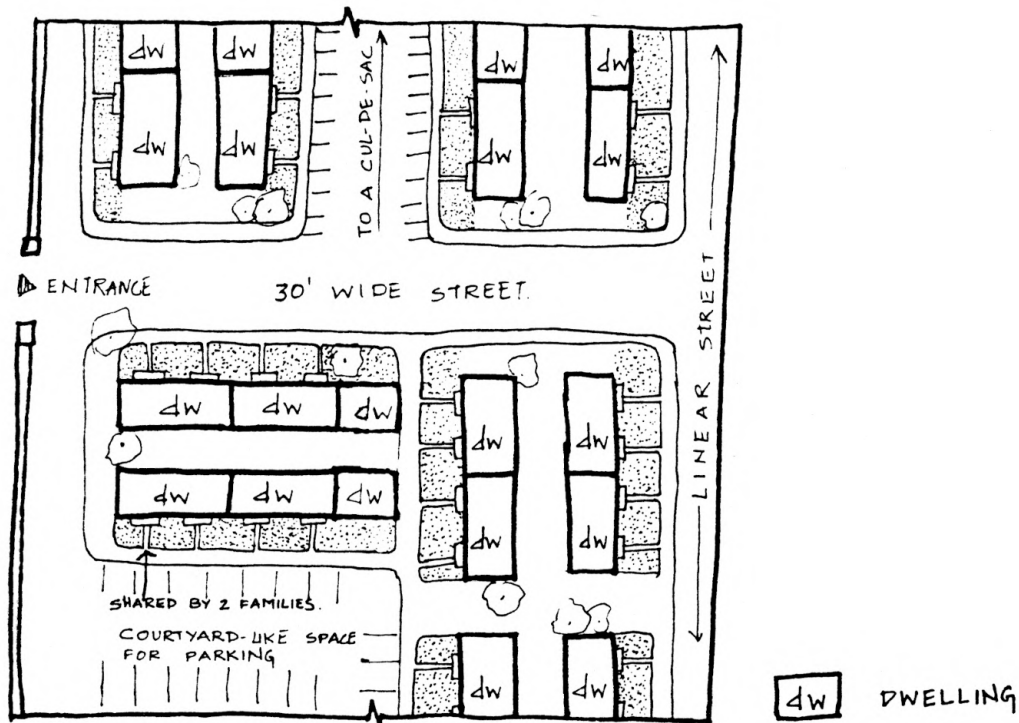 dw
dw
dw
dw
dw
dw
dw
dw
TO A CUL-DE-SAC
LINEAR STREET
ENTRANCE
30' WIDE STREET.
dw
dw
dw
dw
dw
dw
dw
dw
dw
dw
SHARED BY 2 FAMILIES.
COURTYARD-LIKE SPACE
FOR PARKING
dw
dw
dw
DWELLING